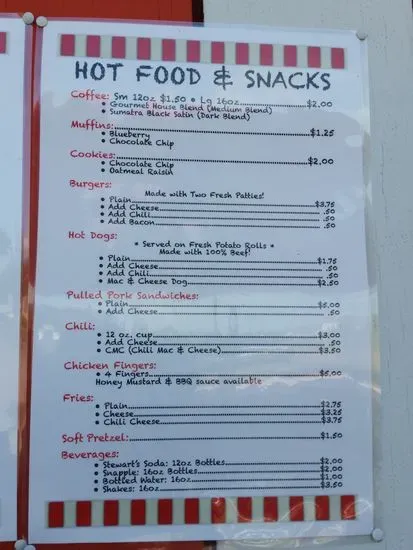 HOT FOOD & SNACKS
Coffee: Sm 12oz $1.50 • Lg 16oz $2.00
• Gourmet House Blend (Medium Blend)
• Sumatra Black Satin (Dark Blend)
Muffins: $1.25
• Blueberry
• Chocolate Chip
Cookies: $2.00
• Chocolate Chip
• Oatmeal Raisin
Burgers:
Made with Two Fresh Patties!
• Plain $3.75
• Add Cheese .50
• Add Chili .50
• Add Bacon .50
Hot Dogs:
* Served on Fresh Potato Rolls *
Made with 100% Beef!
• Plain $1.75
• Add Cheese .50
• Add Chili .50
• Mac & Cheese Dog $2.50
Pulled Pork Sandwiches:
• Plain $5.00
• Add Cheese .50
Chili:
• 12 oz. cup $3.00
• Add Cheese .50
• CMC (Chili Mac & Cheese) $3.50
Chicken Fingers:
• 4 Fingers $5.00
Honey Mustard & BBQ sauce available
Fries:
• Plain $2.75
• Cheese $3.25
• Chili Cheese $3.75
Soft Pretzel: $1.50
Beverages:
• Stewart's Soda: 12oz Bottles $2.00
• Snapple: 16oz Bottles $2.00
• Bottled Water: 16oz $1.00
• Shakes: 16oz $3.50